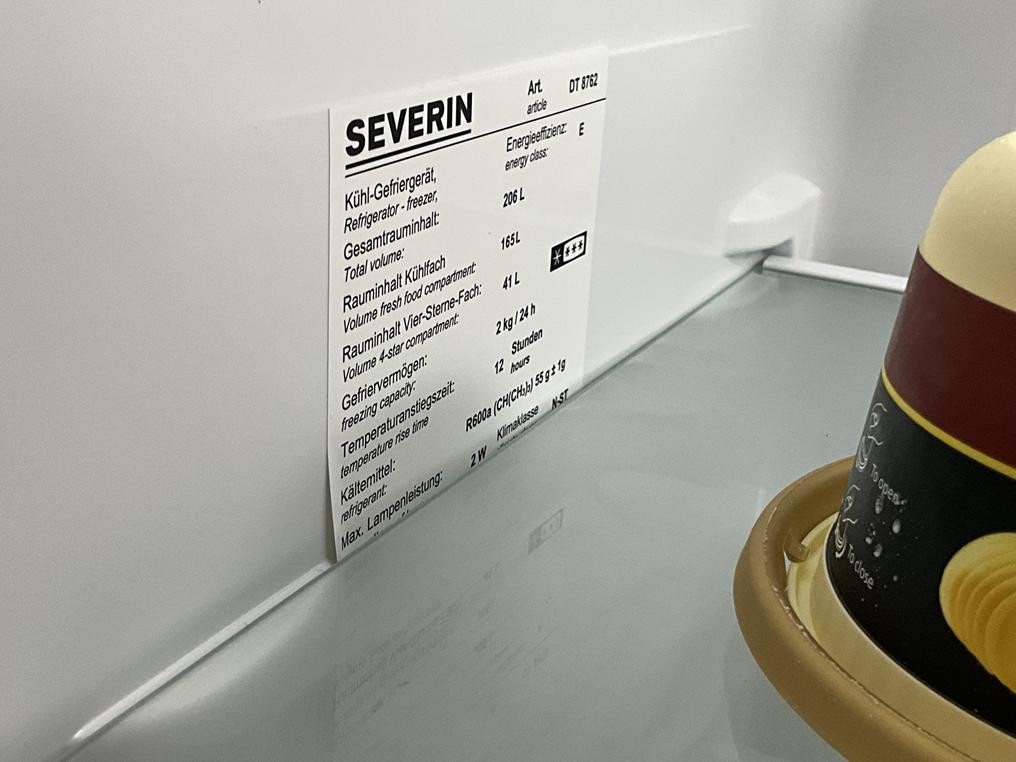 SEVERIN
Art. DT 8762
article
Energieeffizienz: E
energy class:
Kühl-Gefriergerät,
Refrigerator - freezer,
Gesamtrauminhalt: 206 L
Total volume:
Rauminhalt Kühlfach 165 L
Volume fresh food compartment:
Rauminhalt Vier-Sterne-Fach: 41 L
Volume 4-star compartment:
Gefriervermögen: 2 kg / 24 h
freezing capacity:
Temperaturanstiegszeit: 12 Stunden
temperature rise time hours
Kältemittel: R600a (CH(CH₃)₃) 55 g ± 1g
refrigerant:
Max. Lampenleistung: 2 W Klimaklasse N-ST
To open
To close